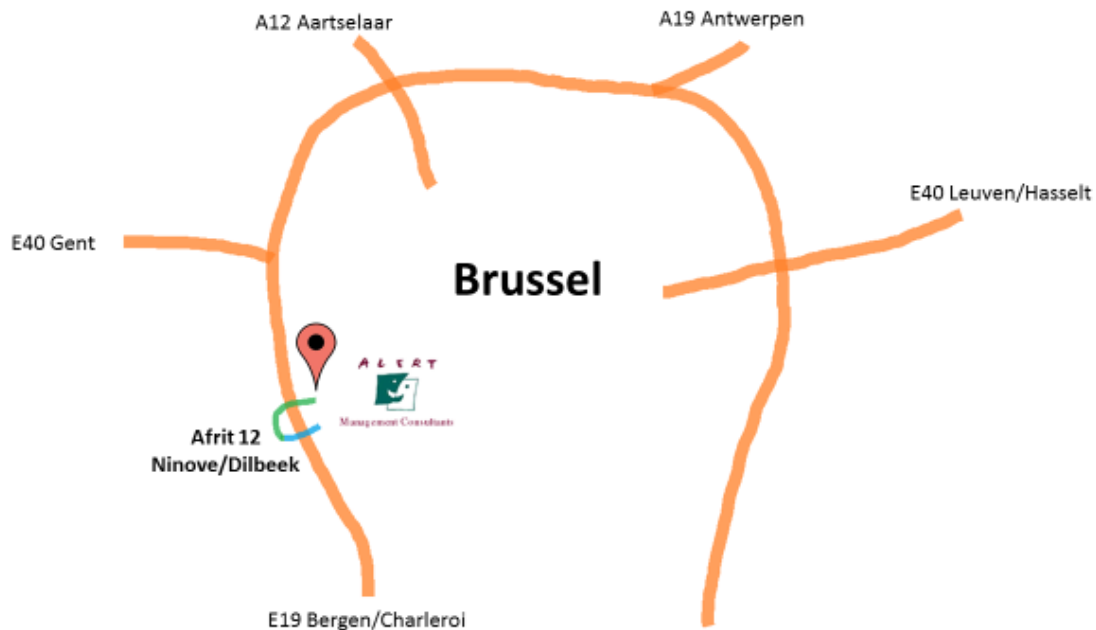 A12 Aartselaar
A19 Antwerpen
E40 Leuven/Hasselt
E40 Gent
Brussel
ALERT
Management Consultants
Afrit 12
Ninove/Dilbeek
E19 Bergen/Charleroi